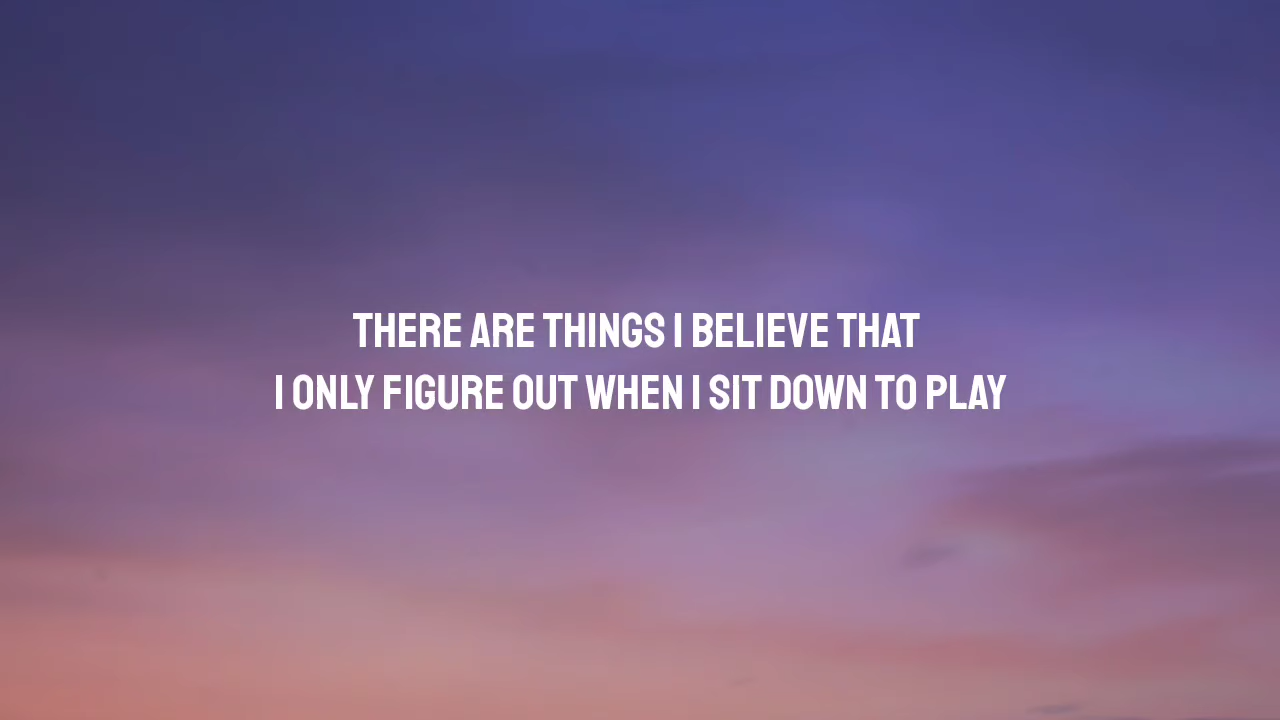 THERE ARE THINGS I BELIEVE THAT
I ONLY FIGURE OUT WHEN I SIT DOWN TO PLAY